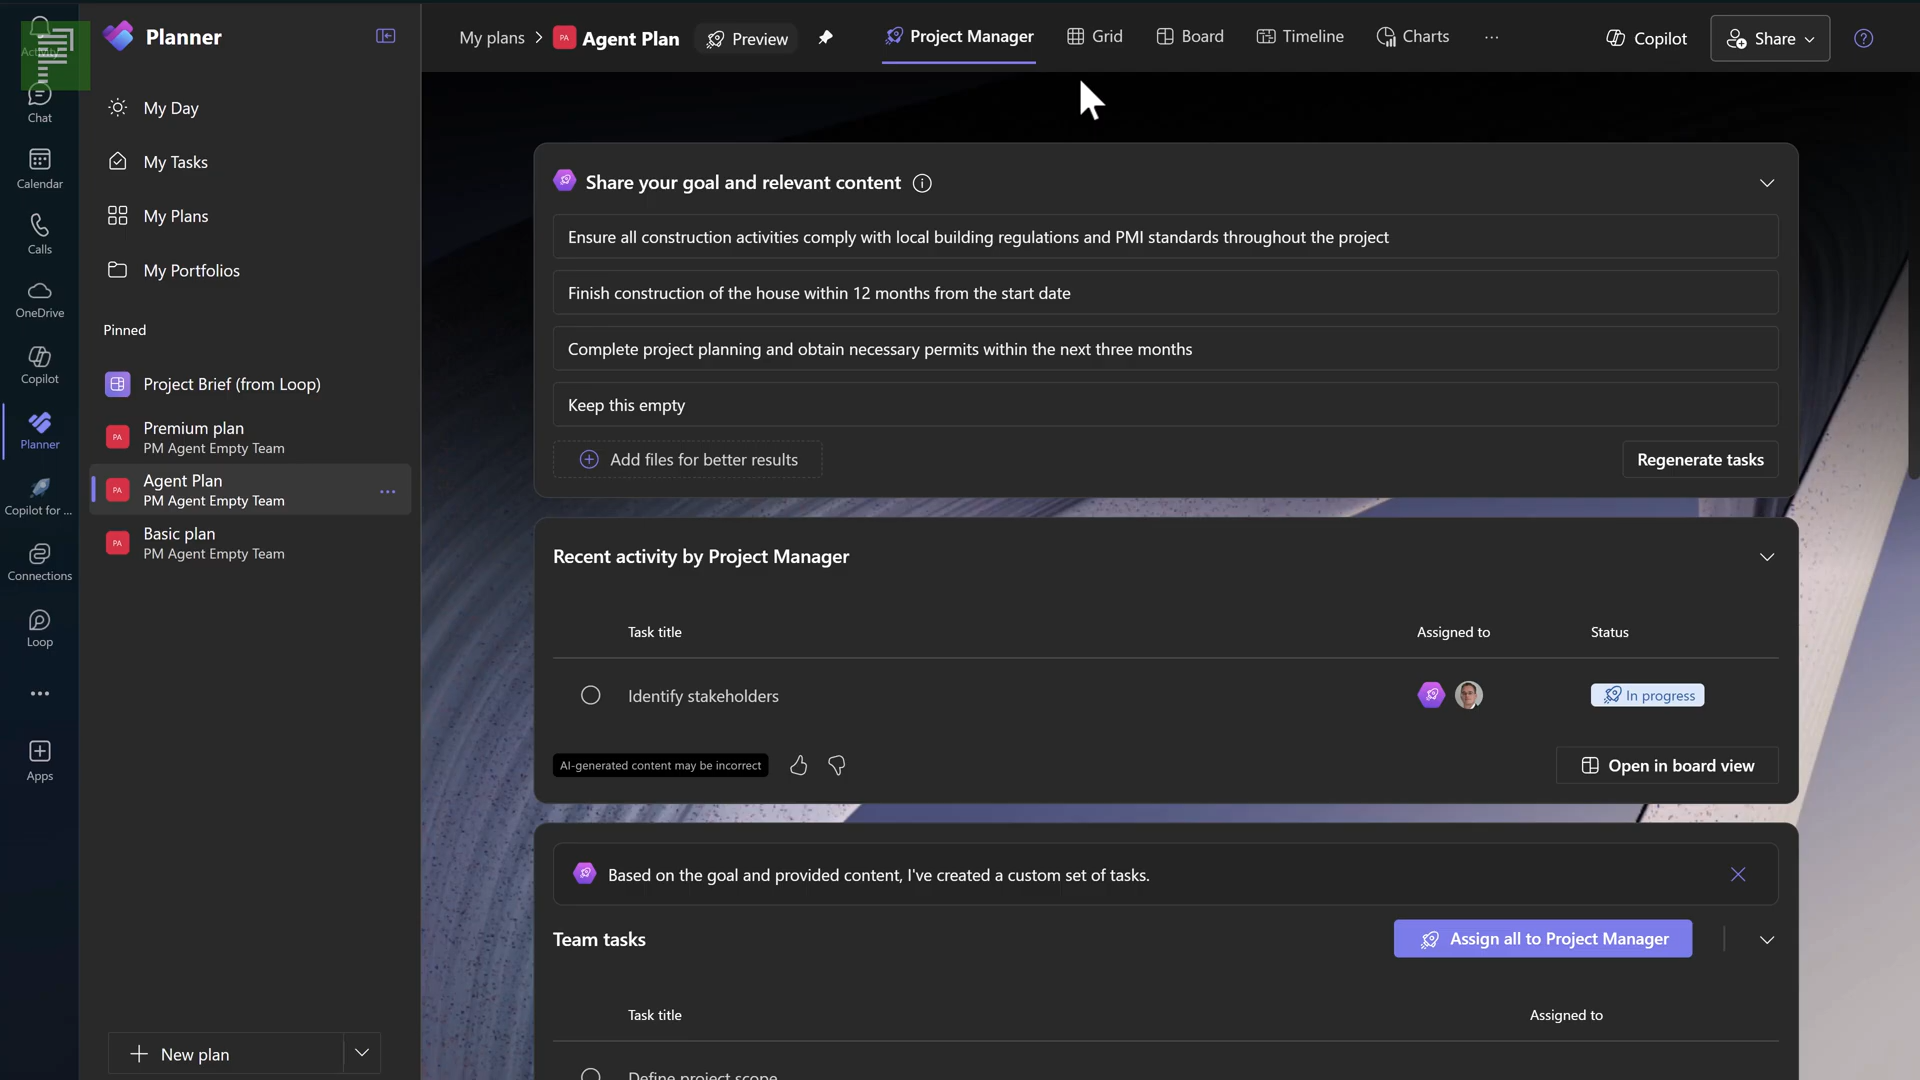 Planner
My plans
PA
Agent Plan
Preview
Project Manager
Grid
Board
Timeline
Charts
Copilot
Share
Chat
Calendar
Calls
OneDrive
Copilot
Planner
Copilot for ...
Connections
Loop
Apps
My Day
My Tasks
My Plans
My Portfolios
Pinned
Project Brief (from Loop)
PA
Premium plan
PM Agent Empty Team
PA
Agent Plan
PM Agent Empty Team
PA
Basic plan
PM Agent Empty Team
New plan
Share your goal and relevant content
Ensure all construction activities comply with local building regulations and PMI standards throughout the project
Finish construction of the house within 12 months from the start date
Complete project planning and obtain necessary permits within the next three months
Keep this empty
Add files for better results
Regenerate tasks
Recent activity by Project Manager
Task title
Assigned to
Status
Identify stakeholders
In progress
AI-generated content may be incorrect
Open in board view
Based on the goal and provided content, I've created a custom set of tasks.
Team tasks
Assign all to Project Manager
Task title
Assigned to
Define project scope